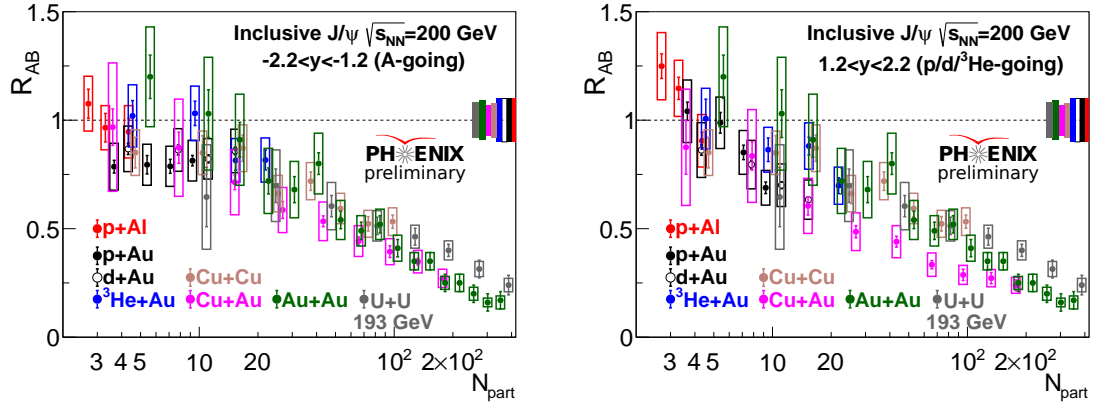 1.5
1
0.5
0
R_AB
Inclusive J/ψ √s_NN=200 GeV
-2.2<y<-1.2 (A-going)
PH✳ENIX
preliminary
p+Al
p+Au
d+Au
Cu+Cu
³He+Au
Cu+Au
Au+Au
U+U
193 GeV
3 4 5 10 20 10² 2×10²
N_part
1.5
1
0.5
0
R_AB
Inclusive J/ψ √s_NN=200 GeV
1.2<y<2.2 (p/d/³He-going)
PH✳ENIX
preliminary
p+Al
p+Au
d+Au
Cu+Cu
³He+Au
Cu+Au
Au+Au
U+U
193 GeV
3 4 5 10 20 10² 2×10²
N_part